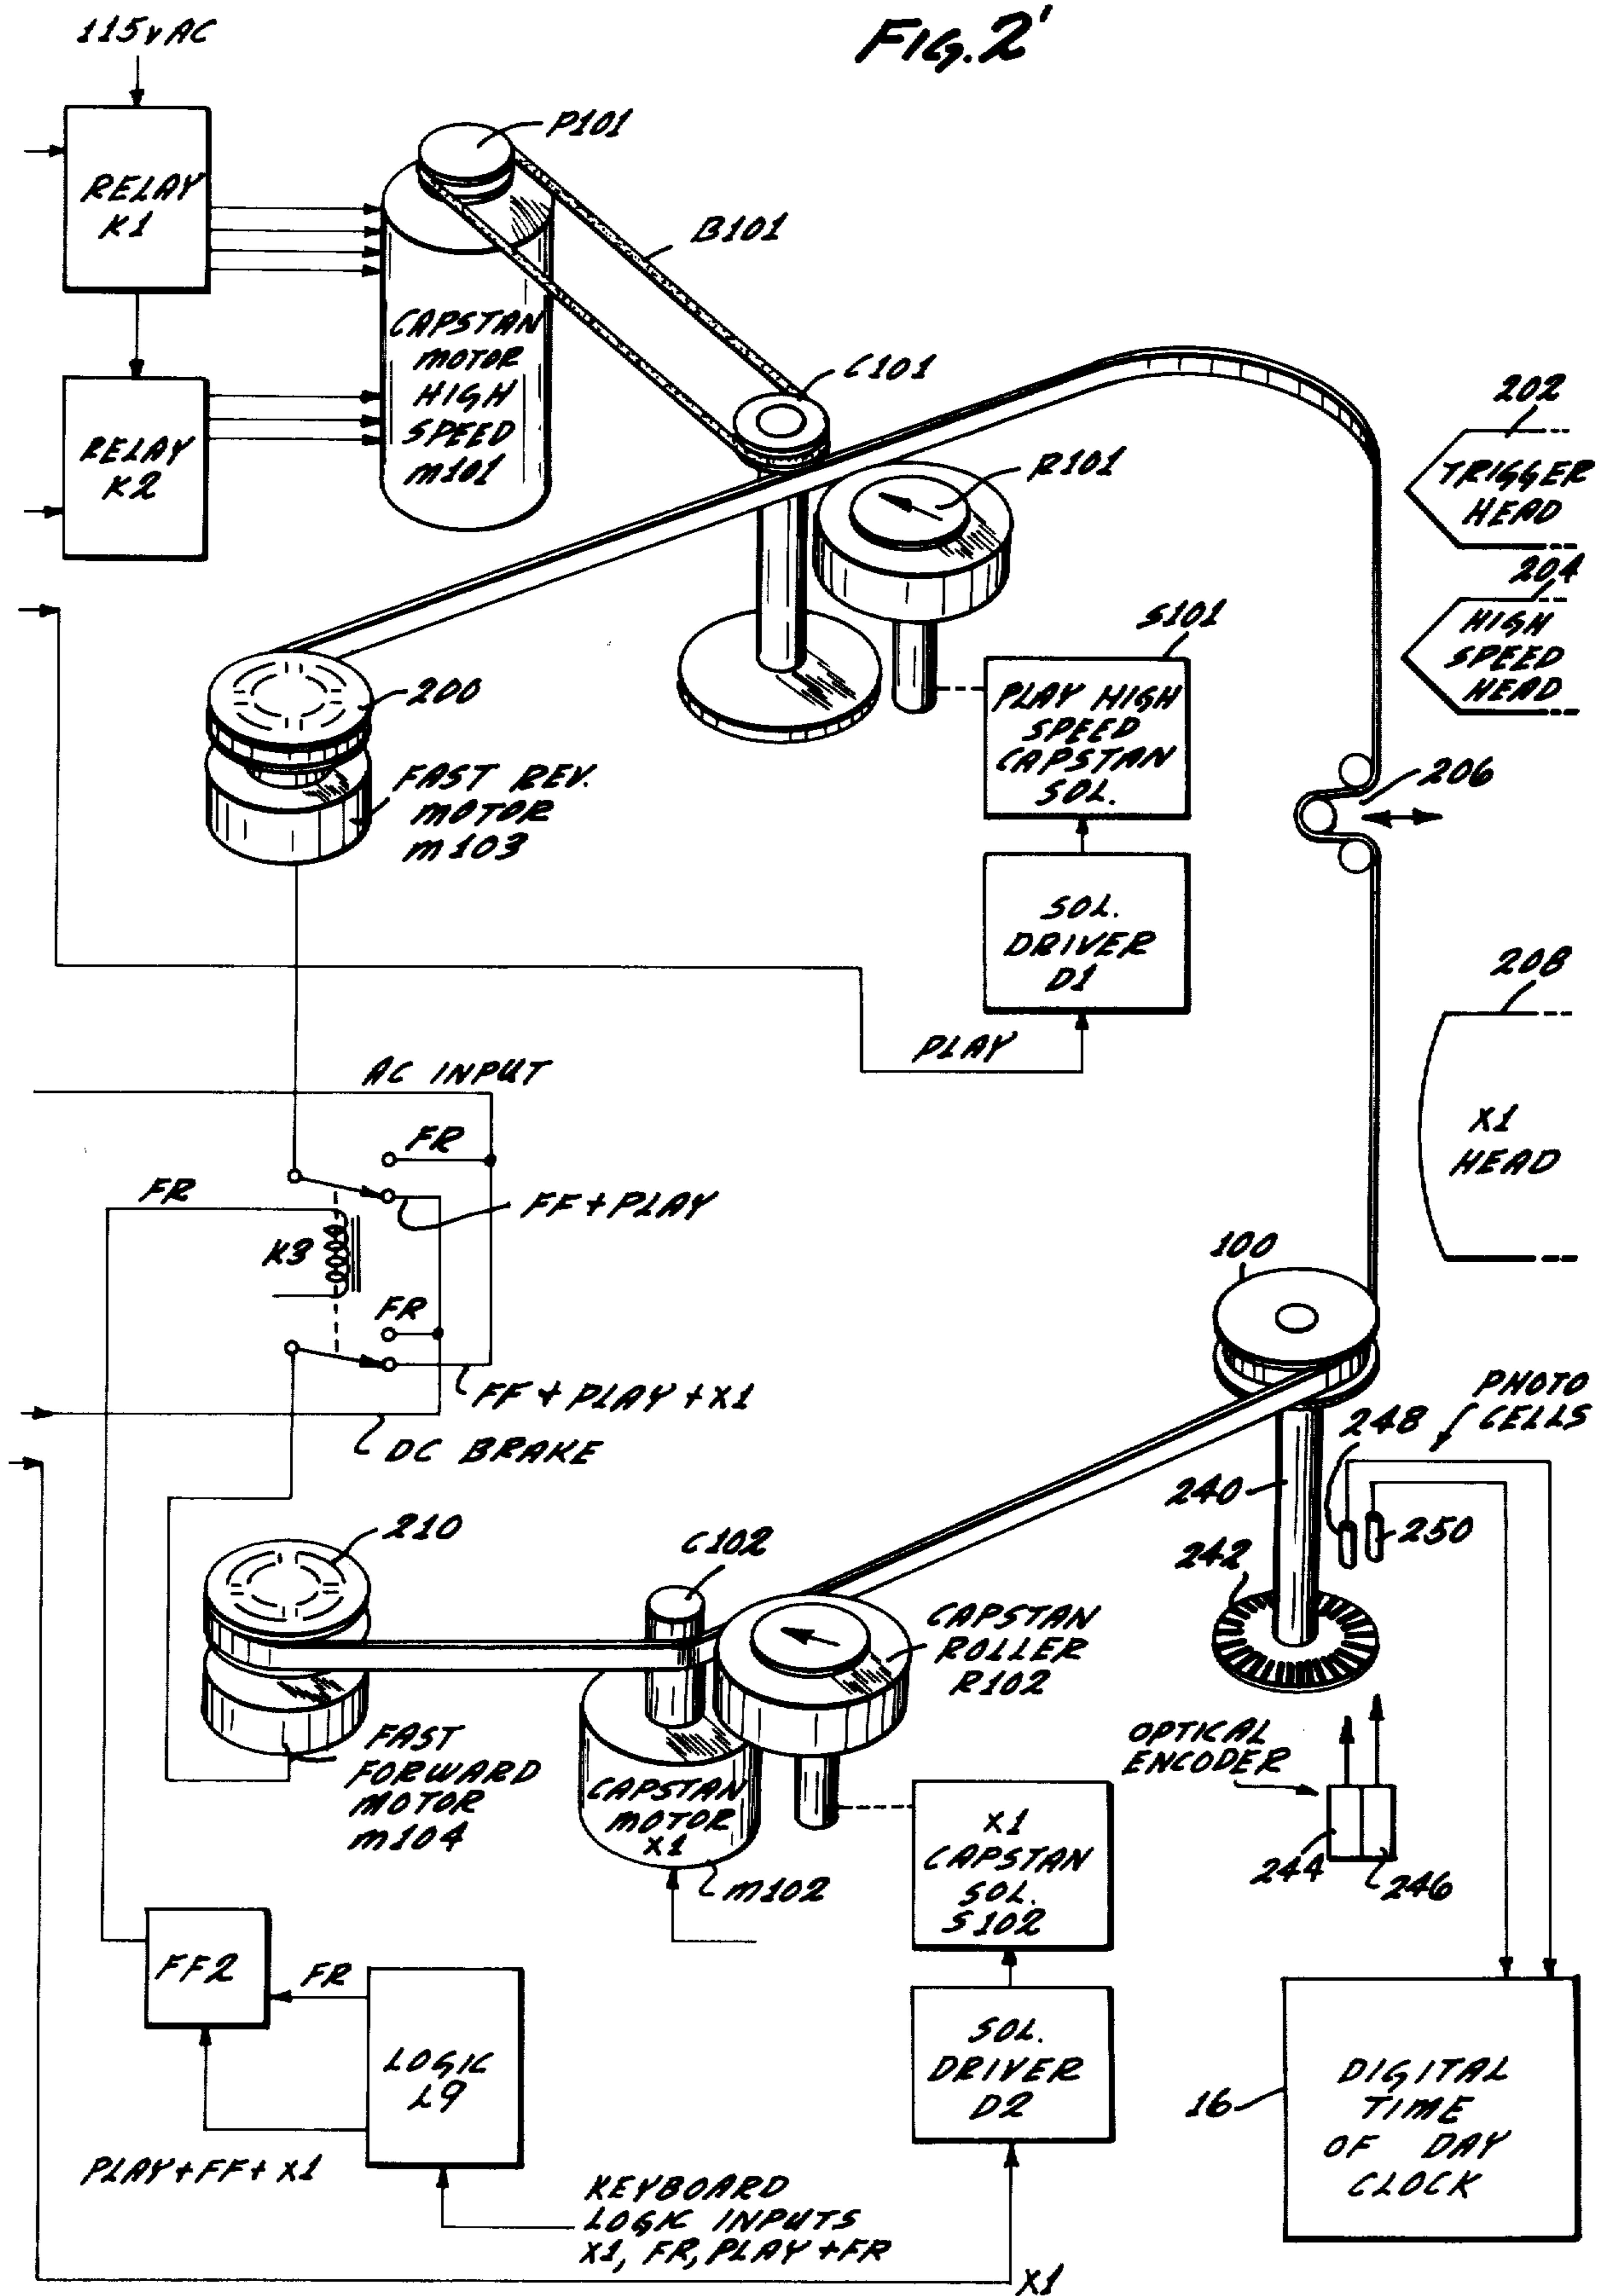 FIG. 2'
115v AC
P101
RELAY
K1
B101
CAPSTAN
MOTOR
HIGH
SPEED
M101
C101
202
TRIGGER
HEAD
RELAY
K2
R101
204
HIGH
SPEED
HEAD
S101
PLAY HIGH
SPEED
CAPSTAN
SOL.
200
FAST REV.
MOTOR
M103
206
SOL.
DRIVER
D1
208
PLAY
AC INPUT
X1
HEAD
FR
FR
FF + PLAY
K3
100
FR
FF + PLAY + X1
DC BRAKE
PHOTO
CELLS
248
240
250
210
C102
242
CAPSTAN
ROLLER
R102
FAST
FORWARD
MOTOR
M104
OPTICAL
ENCODER
CAPSTAN
MOTOR
X1
M102
X1
CAPSTAN
SOL.
S102
244
246
FF2
FR
LOGIC
L9
SOL.
DRIVER
D2
16
DIGITAL
TIME
OF DAY
CLOCK
PLAY + FF + X1
KEYBOARD
LOGIC INPUTS
X1, FR, PLAY + FR
X1